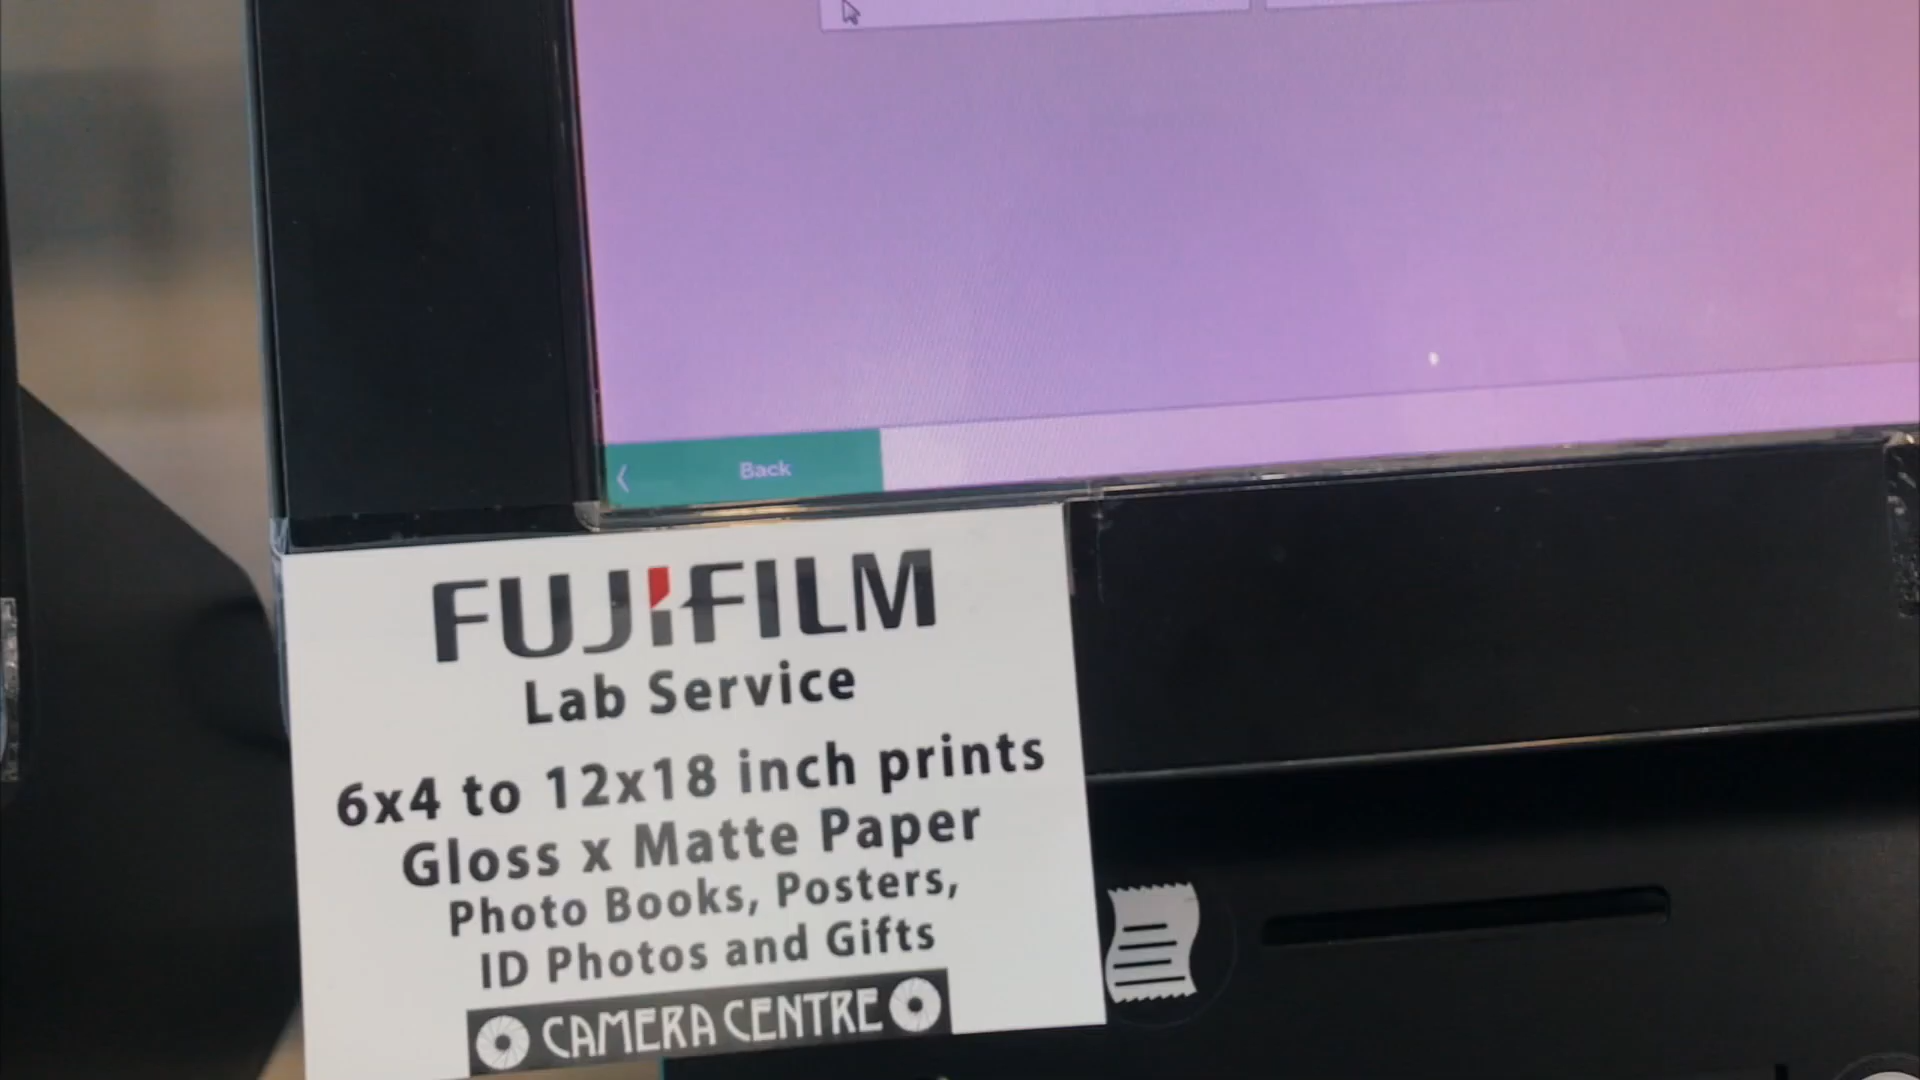 Back
FUJIFILM
Lab Service
6x4 to 12x18 inch prints
Gloss x Matte Paper
Photo Books, Posters,
ID Photos and Gifts
CAMERA CENTRE